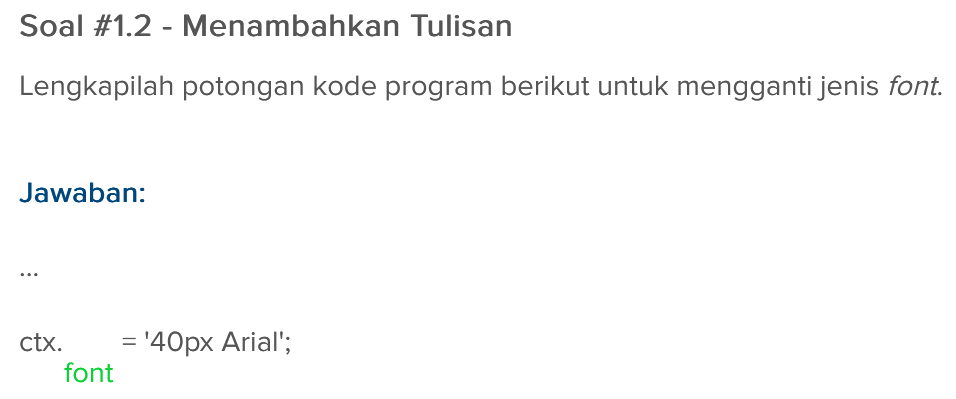 Soal #1.2 - Menambahkan Tulisan
Lengkapilah potongan kode program berikut untuk mengganti jenis font.
Jawaban:
...
ctx. = '40px Arial';
font